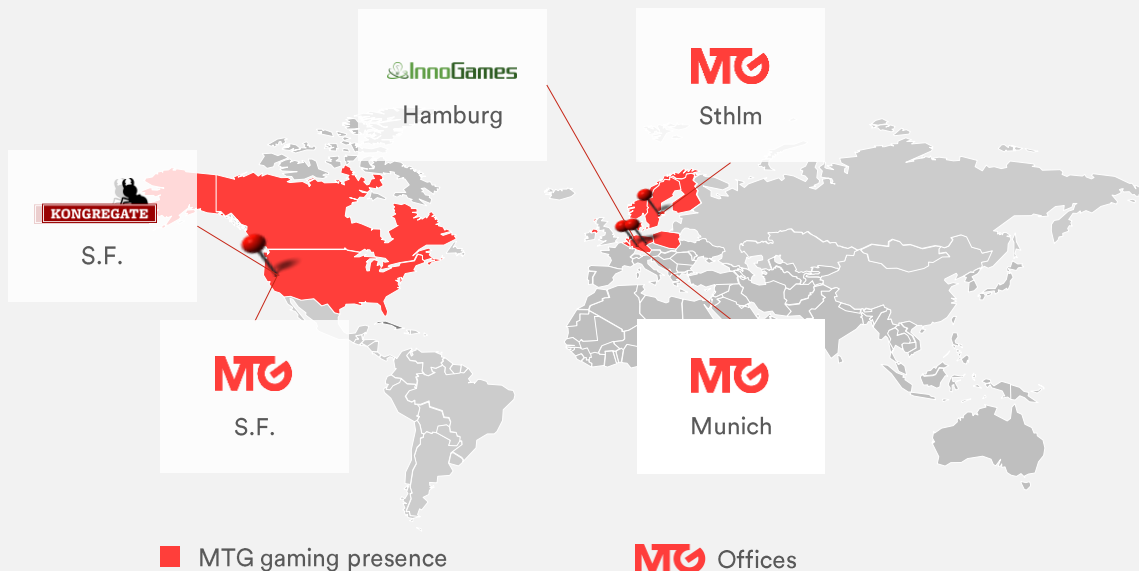 InnoGames
Hamburg
MTG
Sthlm
KONGREGATE
S.F.
MTG
S.F.
MTG
Munich
MTG gaming presence
MTG Offices